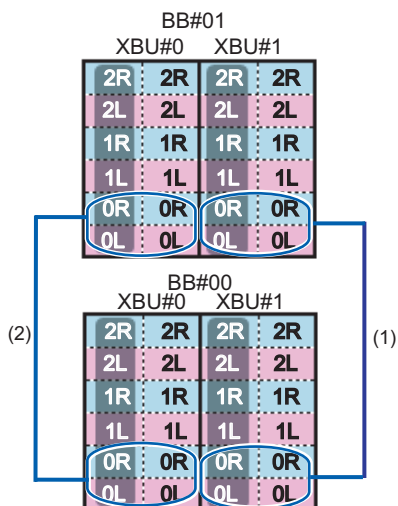 BB#01
XBU#0 XBU#1
2R 2R 2R 2R
2L 2L 2L 2L
1R 1R 1R 1R
1L 1L 1L 1L
0R 0R 0R 0R
0L 0L 0L 0L
BB#00
XBU#0 XBU#1
(2) 2R 2R 2R 2R (1)
2L 2L 2L 2L
1R 1R 1R 1R
1L 1L 1L 1L
0R 0R 0R 0R
0L 0L 0L 0L